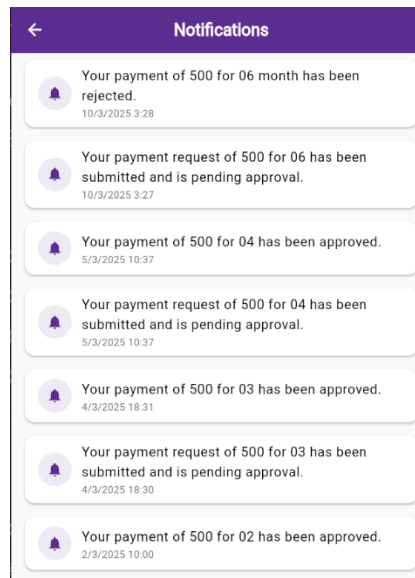 Notifications
Your payment of 500 for 06 month has been
rejected.
10/3/2025 3:28
Your payment request of 500 for 06 has been
submitted and is pending approval.
10/3/2025 3:27
Your payment of 500 for 04 has been approved.
5/3/2025 10:37
Your payment request of 500 for 04 has been
submitted and is pending approval.
5/3/2025 10:37
Your payment of 500 for 03 has been approved.
4/3/2025 18:31
Your payment request of 500 for 03 has been
submitted and is pending approval.
4/3/2025 18:30
Your payment of 500 for 02 has been approved.
2/3/2025 10:00